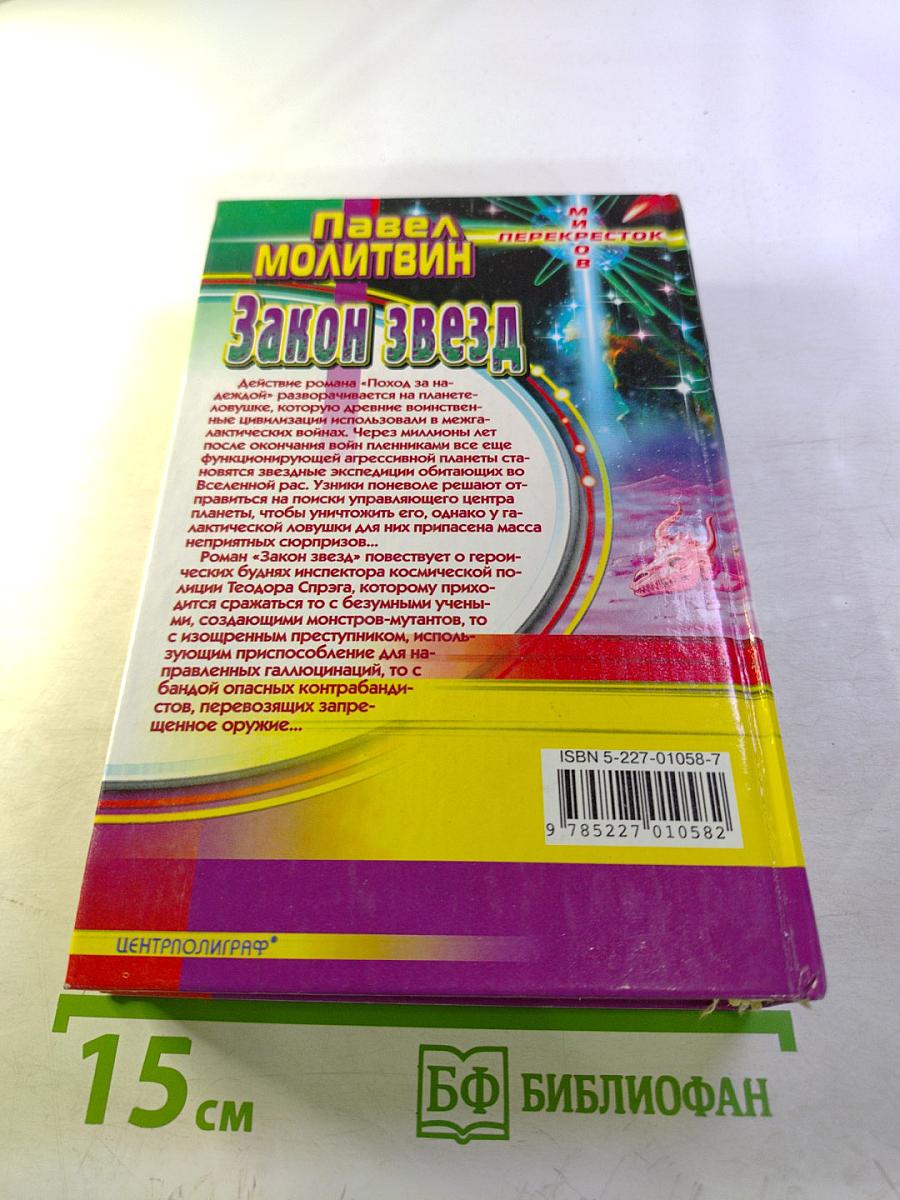 Павел
МОЛИТВИН
МИРОВ
ПЕРЕКРЕСТОК
Закон звезд
Действие романа «Поход за на-
деждой» разворачивается на планете-
ловушке, которую древние воинствен-
ные цивилизации использовали в межга-
лактических войнах. Через миллионы лет
после окончания войн пленниками все еще
функционирующей агрессивной планеты ста-
новятся звездные экспедиции обитающих во
Вселенной рас. Узники поневоле решают от-
правиться на поиски управляющего центра
планеты, чтобы уничтожить его, однако у га-
лактической ловушки для них припасена масса
неприятных сюрпризов...
Роман «Закон звезд» повествует о герои-
ческих буднях инспектора космической по-
лиции Теодора Спрэга, которому прихо-
дится сражаться то с безумными учены-
ми, создающими монстров-мутантов, то
с изощренным преступником, исполь-
зующим приспособление для на-
правленных галлюцинаций, то с
бандой опасных контрабанди-
стов, перевозящих запре-
щенное оружие...
ISBN 5-227-01058-7
9 785227 010582
ЦЕНТРПОЛИГРАФ®
15 см
БФ БИБЛИОФАН